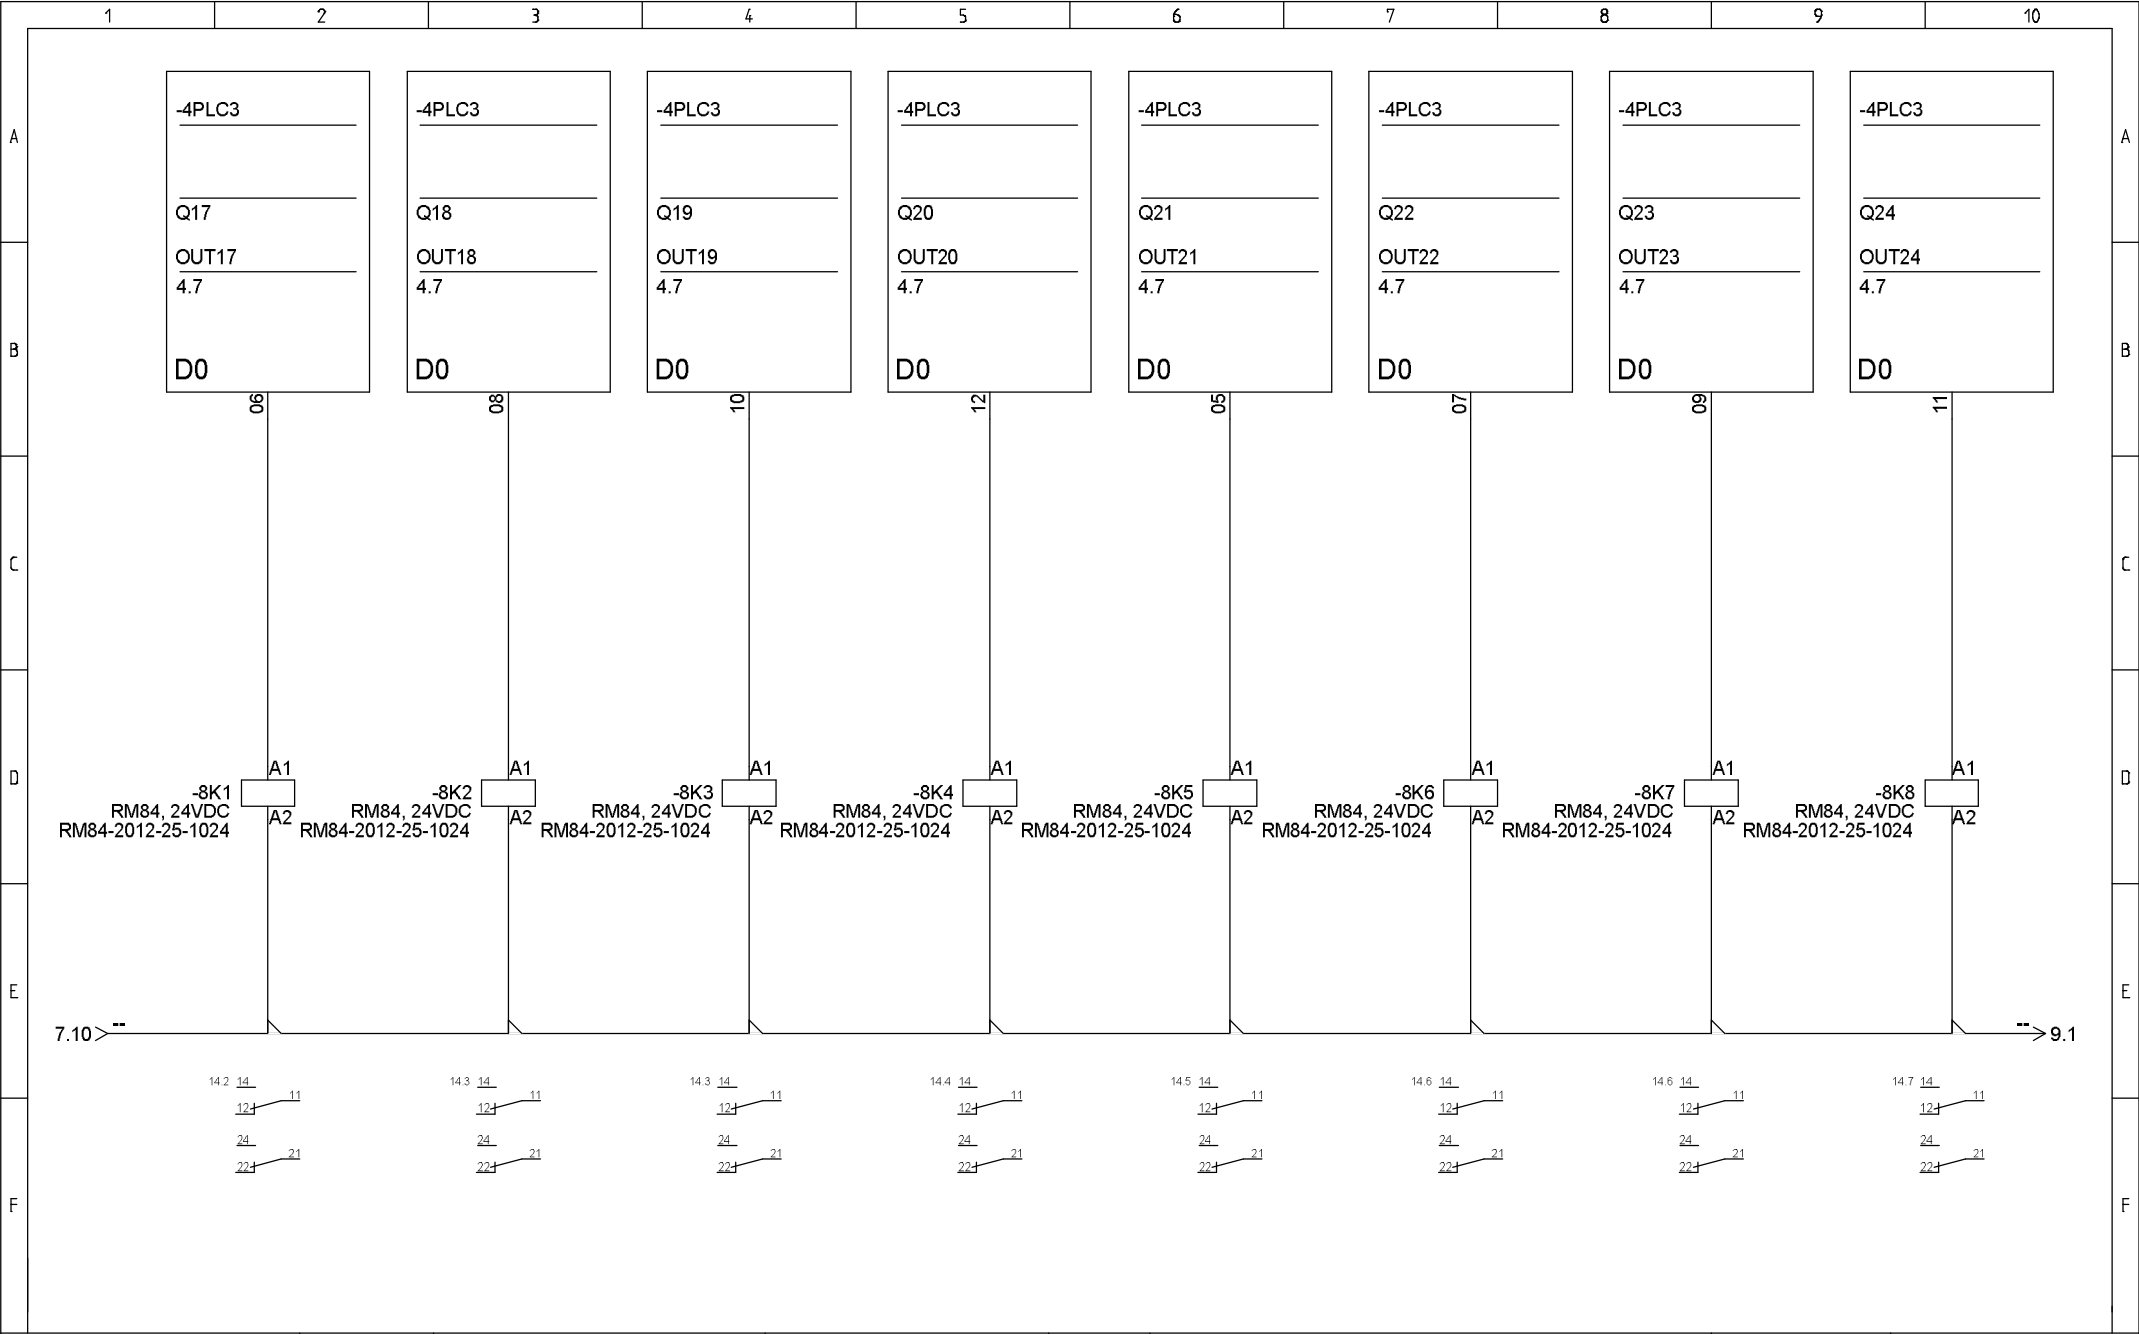 1 2 3 4 5 6 7 8 9 10
-4PLC3 -4PLC3 -4PLC3 -4PLC3 -4PLC3 -4PLC3 -4PLC3 -4PLC3
A A
Q17 Q18 Q19 Q20 Q21 Q22 Q23 Q24
OUT17 OUT18 OUT19 OUT20 OUT21 OUT22 OUT23 OUT24
4.7 4.7 4.7 4.7 4.7 4.7 4.7 4.7
B B
D0 D0 D0 D0 D0 D0 D0 D0
06 08 10 12 05 07 09 11
C C
A1 A1 A1 A1 A1 A1 A1 A1
D D
-8K1 -8K2 -8K3 -8K4 -8K5 -8K6 -8K7 -8K8
RM84, 24VDC RM84, 24VDC RM84, 24VDC RM84, 24VDC RM84, 24VDC RM84, 24VDC RM84, 24VDC RM84, 24VDC
A2 A2 A2 A2 A2 A2 A2 A2
RM84-2012-25-1024 RM84-2012-25-1024 RM84-2012-25-1024 RM84-2012-25-1024 RM84-2012-25-1024 RM84-2012-25-1024 RM84-2012-25-1024 RM84-2012-25-1024
E E
-- --
7.10 9.1
14.2 14 14.3 14 14.3 14 14.4 14 14.5 14 14.6 14 14.6 14 14.7 14
11 11 11 11 11 11 11 11
12 12 12 12 12 12 12 12
24 24 24 24 24 24 24 24
21 21 21 21 21 21 21 21
22 22 22 22 22 22 22 22
F F